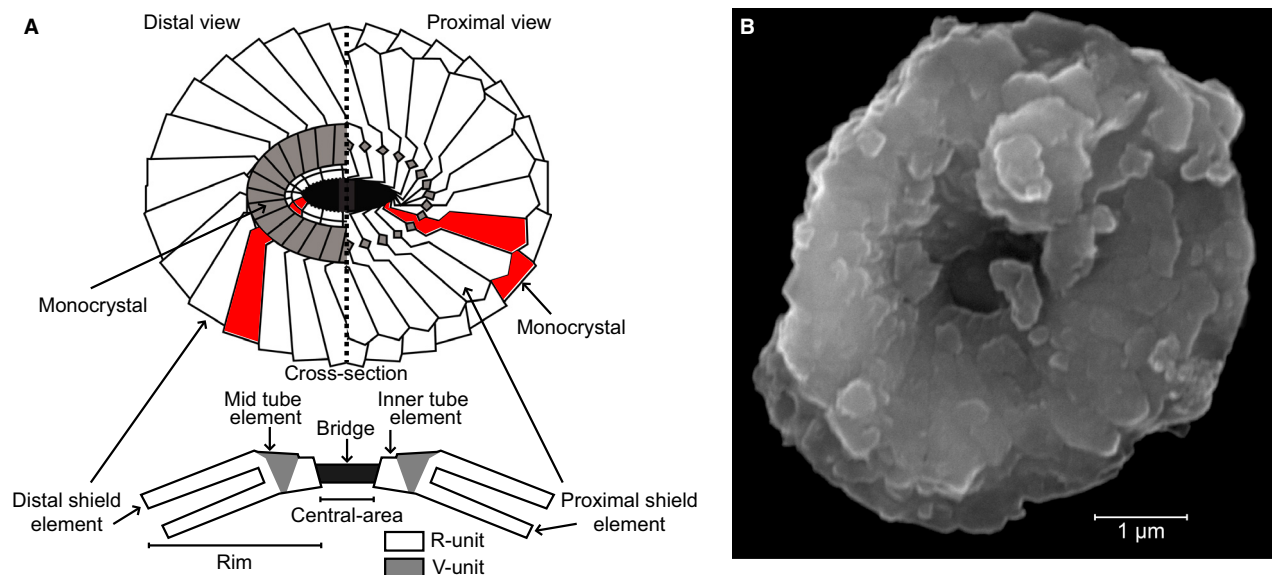 A
Distal view
Proximal view
B
Monocrystal
Monocrystal
Cross-section
Mid tube
element
Inner tube
element
Bridge
Distal shield
element
Central-area
Proximal shield
element
Rim
R-unit
V-unit
1 µm